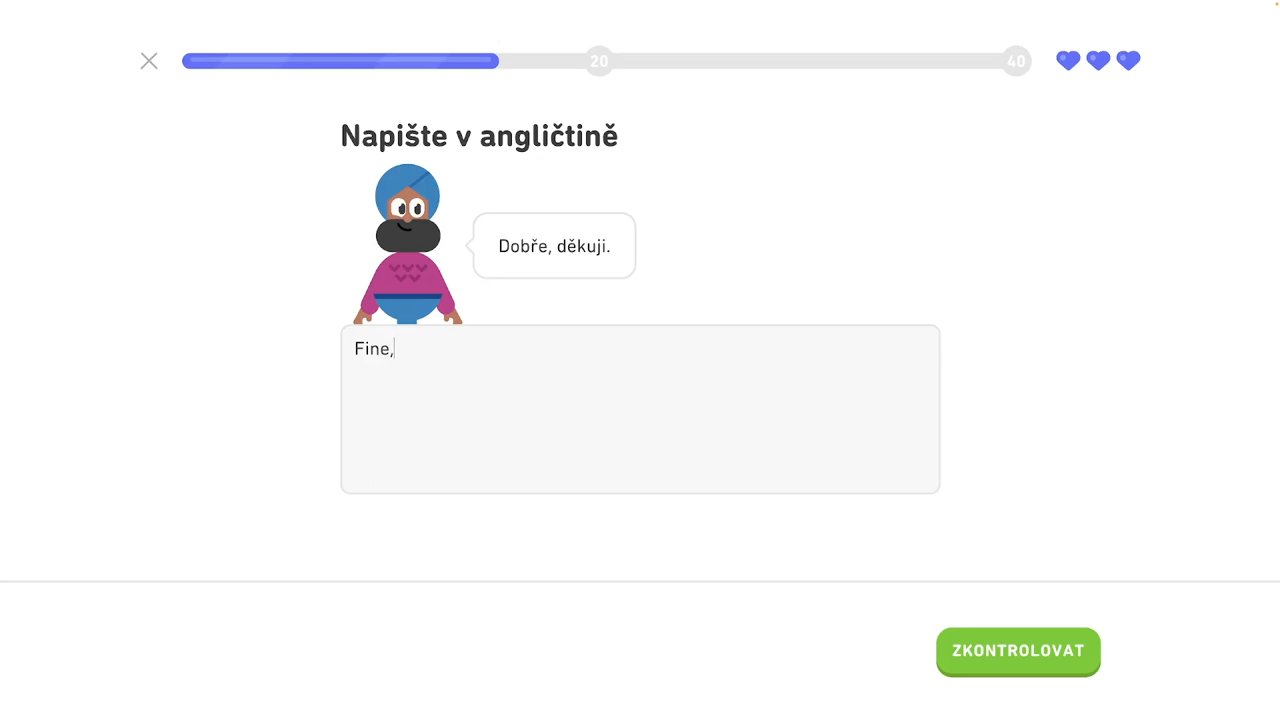 20
40
Napište v angličtině
Dobře, děkuji.
Fine,
ZKONTROLOVAT